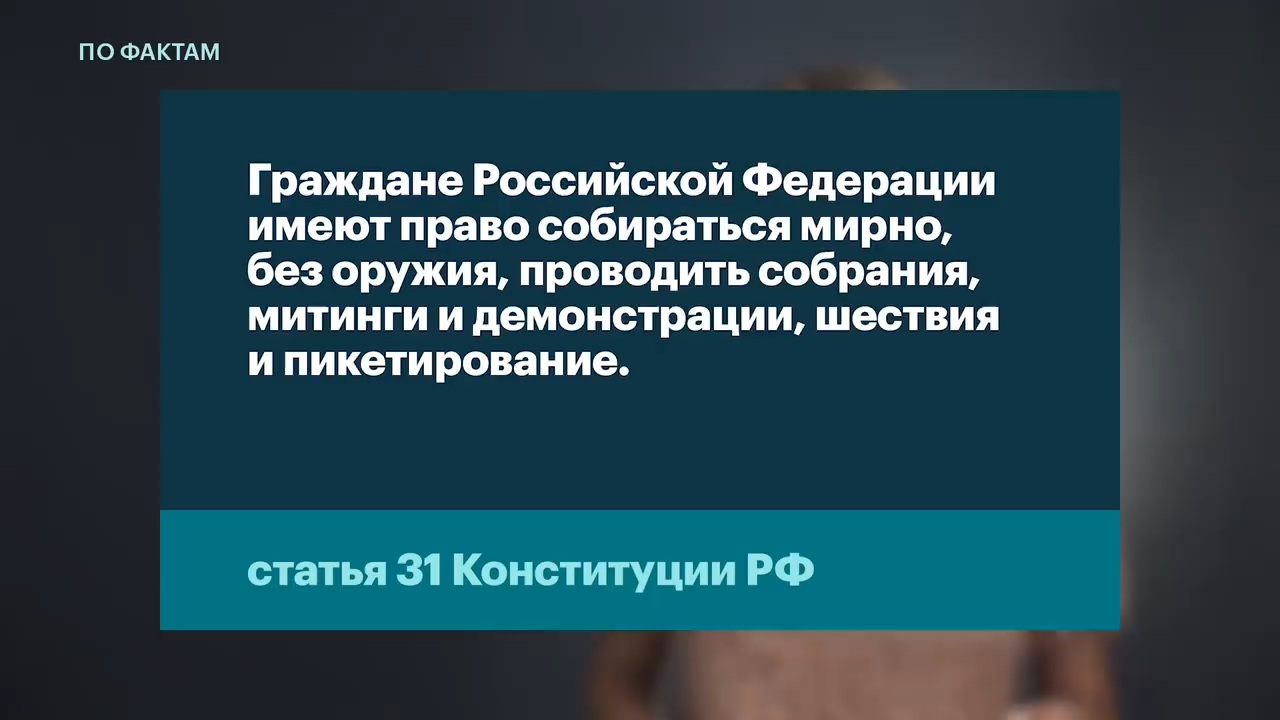 ПО ФАКТАМ
Граждане Российской Федерации
имеют право собираться мирно,
без оружия, проводить собрания,
митинги и демонстрации, шествия
и пикетирование.
статья 31 Конституции РФ